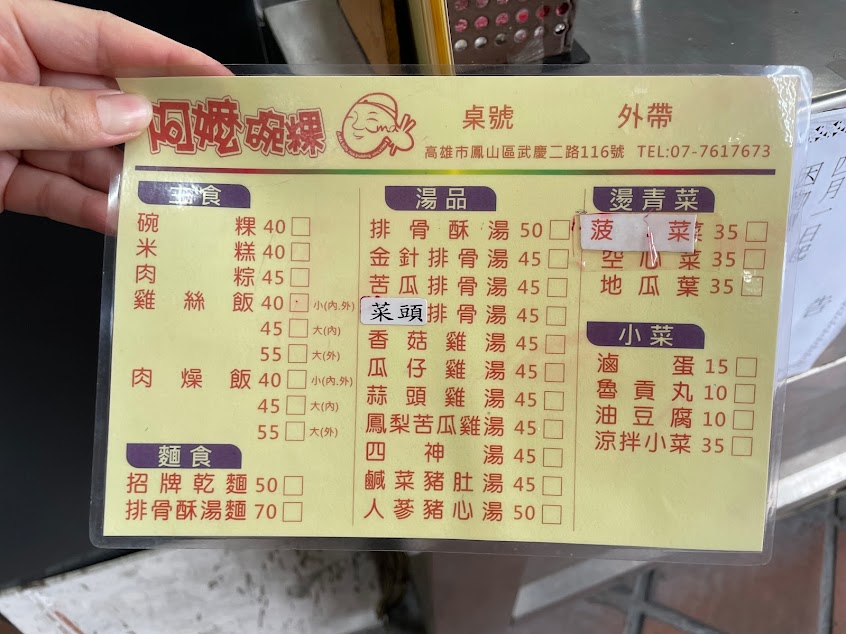 阿嬤碗粿
桌號 外帶
高雄市鳳山區武慶二路116號 TEL:07-7617673
主食
碗粿 40
米糕 40
肉粽 45
雞絲飯 40 小(內.外)
45 大(內)
55 大(外)
肉燥飯 40 小(內.外)
45 大(內)
55 大(外)
麵食
招牌乾麵 50
排骨酥湯麵 70
湯品
排骨酥湯 50
金針排骨湯 45
苦瓜排骨湯 45
菜頭排骨湯 45
香菇雞湯 45
瓜仔雞湯 45
蒜頭雞湯 45
鳳梨苦瓜雞湯 45
四神湯 45
鹹菜豬肚湯 45
人蔘豬心湯 50
燙青菜
菠菜 35
空心菜 35
地瓜葉 35
小菜
滷蛋 15
魯貢丸 10
油豆腐 10
涼拌小菜 35
四月一日起